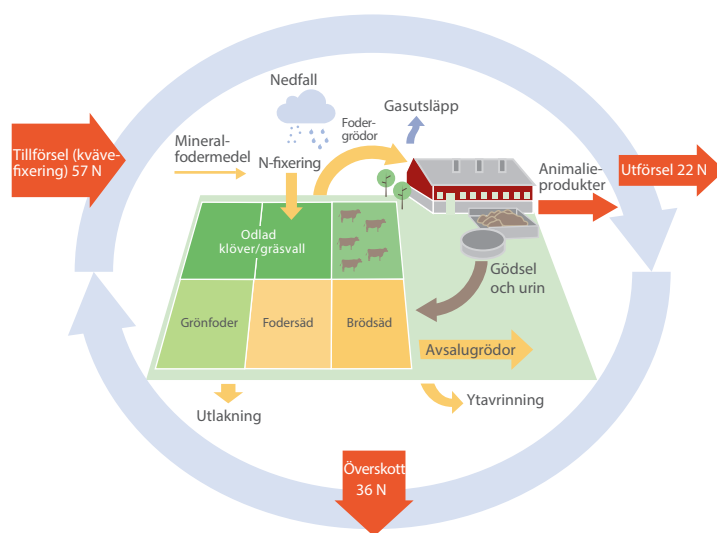 Nedfall
Gasutsläpp
Foder-
grödor
Mineral-
fodermedel
N-fixering
Tillförsel (kväve-
fixering) 57 N
Animalie-
produkter
Utförsel 22 N
Odlad
klöver/gräsvall
Gödsel
och urin
Grönfoder
Fodersäd
Brödsäd
Avsalugrödor
Utlakning
Ytavrinning
Överskott
36 N